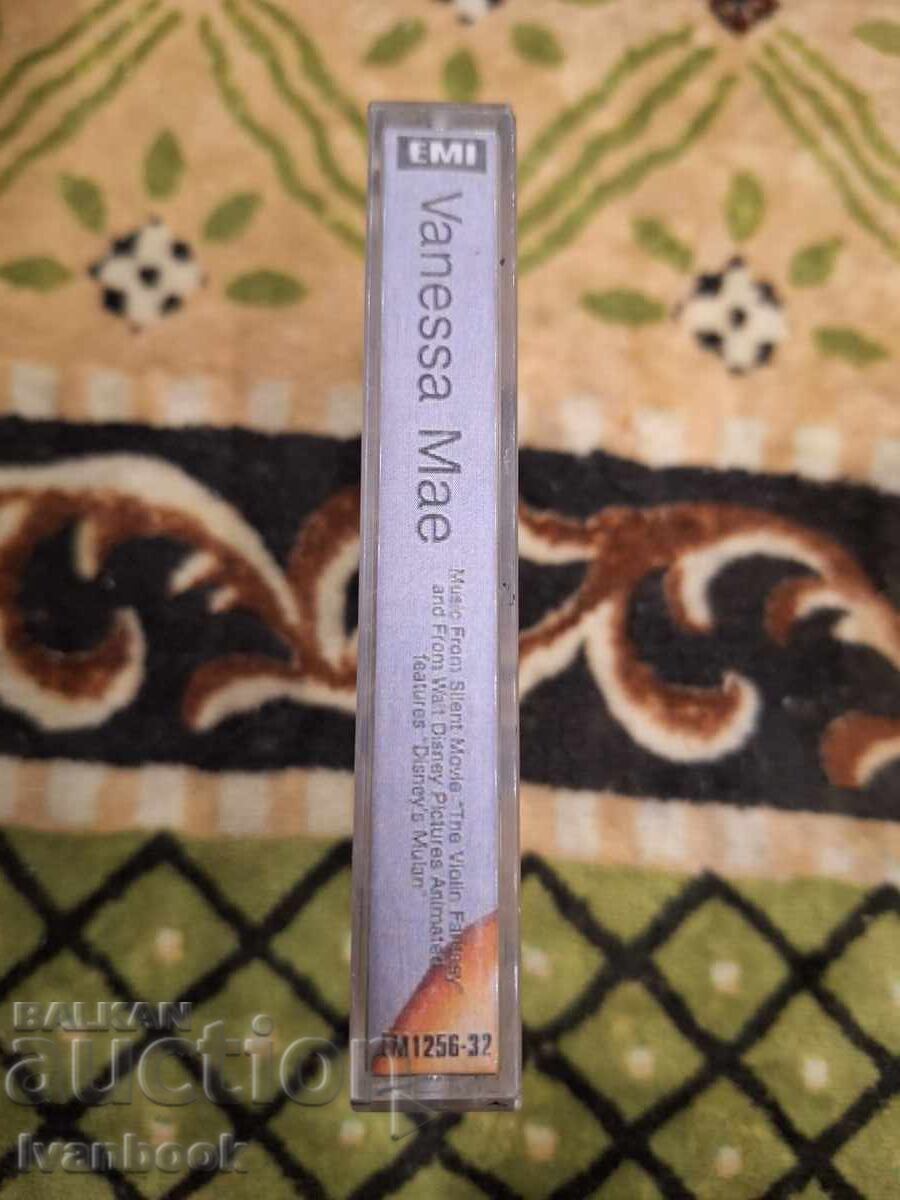 EMI
Vanessa Mae
Music From Silent Movie-"The Violin Fantasy"
and From Walt Disney Pictures Animated
features "Disney's Mulan"
1256-32
BALKAN
auction
Ivanbook